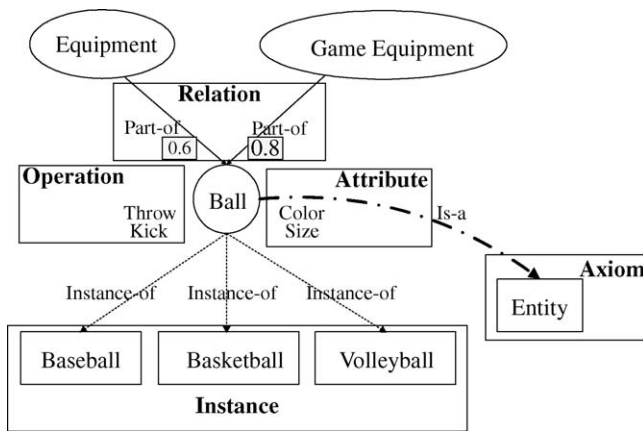 Equipment
Game Equipment
Relation
Part-of
Part-of
0.6
0.8
Operation
Throw
Kick
Ball
Attribute
Color
Size
Is-a
Axiom
Entity
Instance-of
Instance-of
Instance-of
Baseball
Basketball
Volleyball
Instance